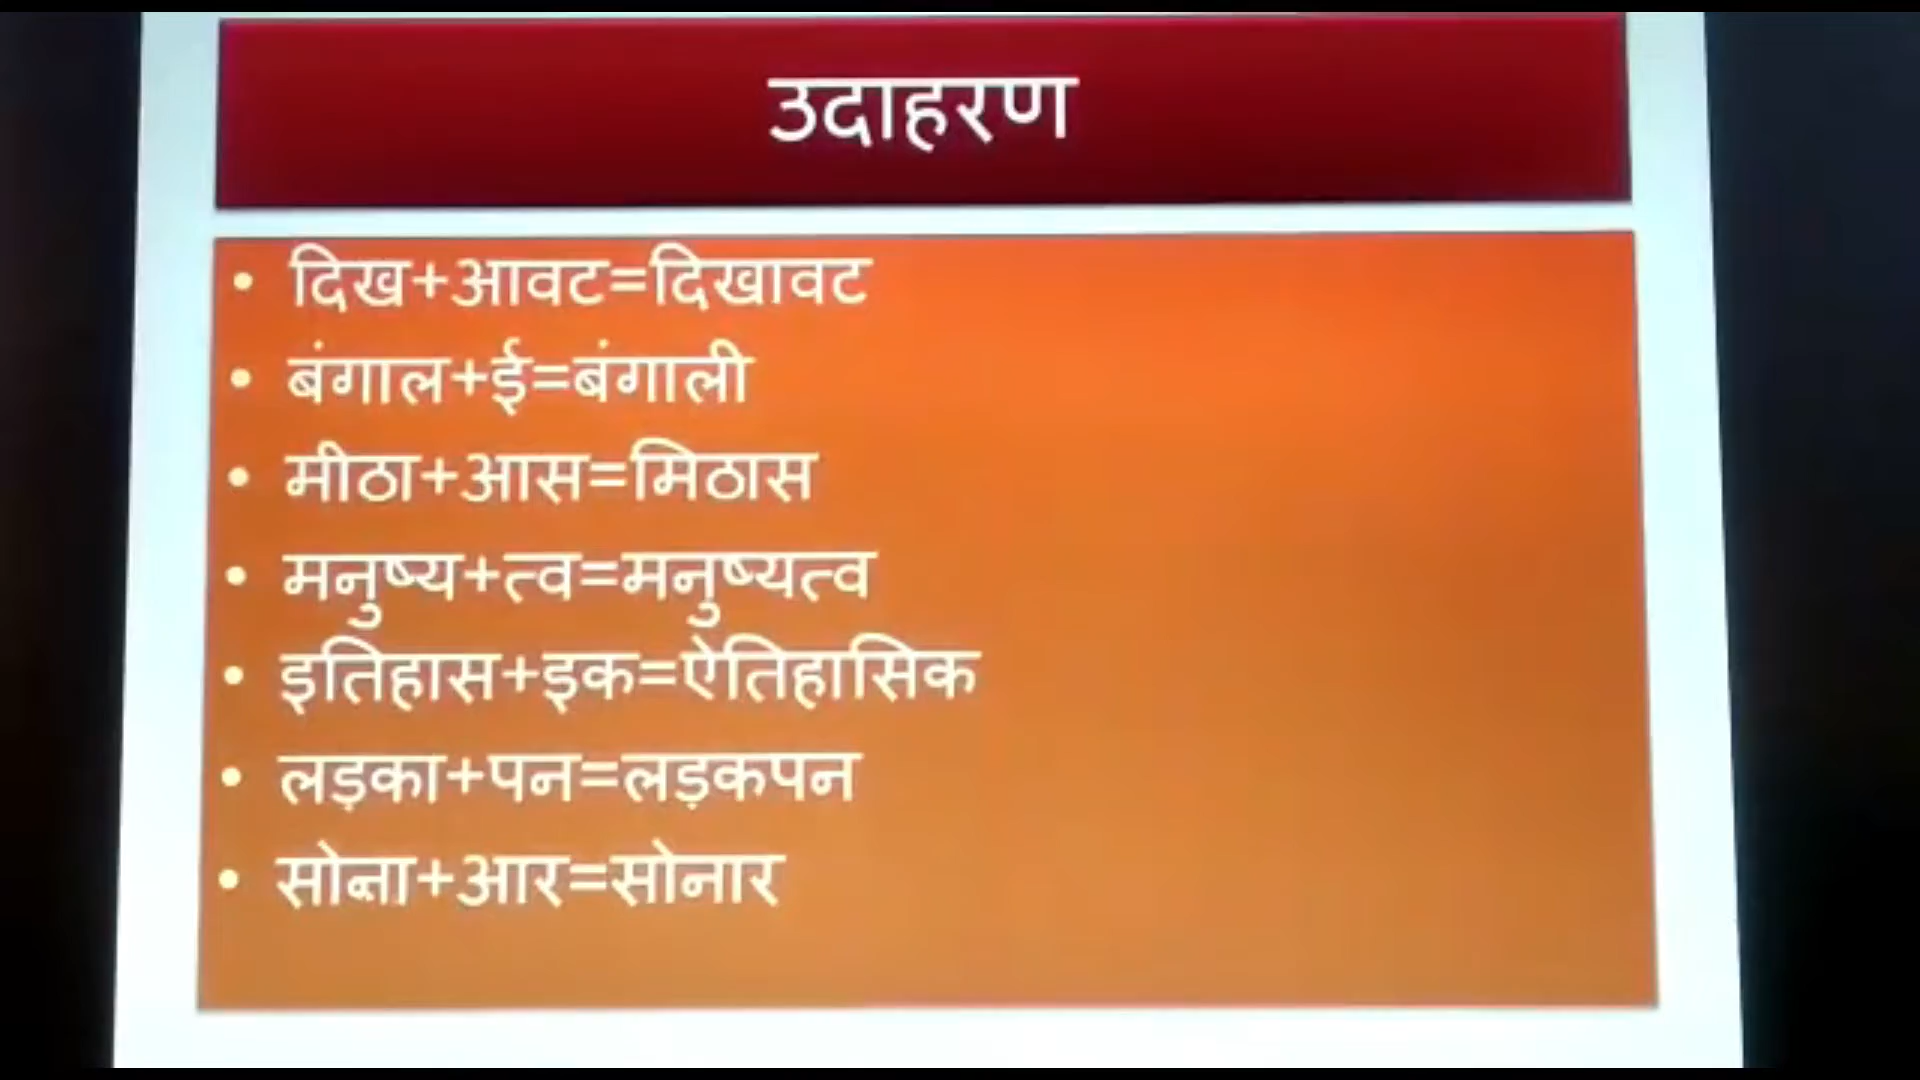 उदाहरण
• दिख+आवट=दिखावट
• बंगाल+ई=बंगाली
• मीठा+आस=मिठास
• मनुष्य+त्व=मनुष्यत्व
• इतिहास+इक=ऐतिहासिक
• लड़का+पन=लड़कपन
• सोना+आर=सोनार